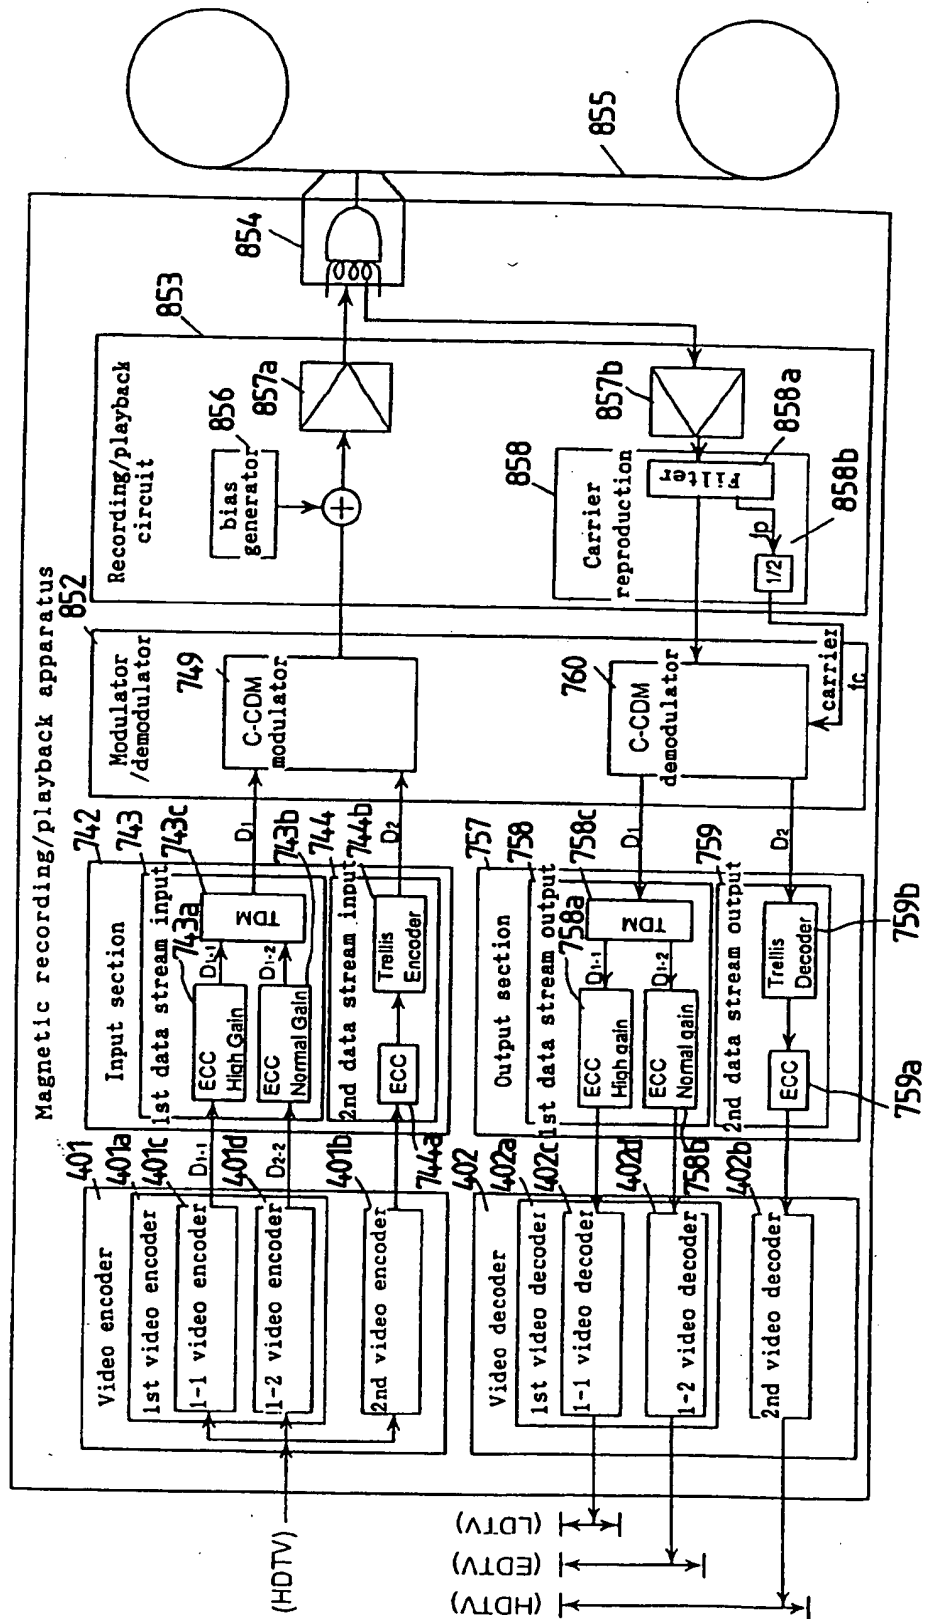 Magnetic recording/playback apparatus
(HDTV)
401
Video encoder
401a
1st video encoder
401c
1-1 video encoder
401d
1-2 video encoder
401b
2nd video encoder
D1-1
D2-2
742
Input section
743
1st data stream input
743a
ECC
High Gain
743c
TDM
D1-1
D1-2
743b
ECC
Normal Gain
744
2nd data stream input
744a
ECC
744b
Trellis
Encoder
D1
D2
852
Modulator
/demodulator
749
C-CDM
modulator
853
Recording/playback
circuit
856
bias
generator
857a
854
855
857b
858
Carrier
reproduction
858a
Filter
858b
fp
1/2
carrier
fc
760
C-CDM
demodulator
D1
D2
757
Output section
758
1st data stream output
758a
ECC
High gain
758c
TDM
D1-1
D1-2
758b
ECC
Normal gain
759
2nd data stream output
759a
ECC
759b
Trellis
Decoder
402
Video decoder
402a
1st video decoder
402c
1-1 video decoder
402d
1-2 video decoder
402b
2nd video decoder
(LDTV)
(EDTV)
(HDTV)